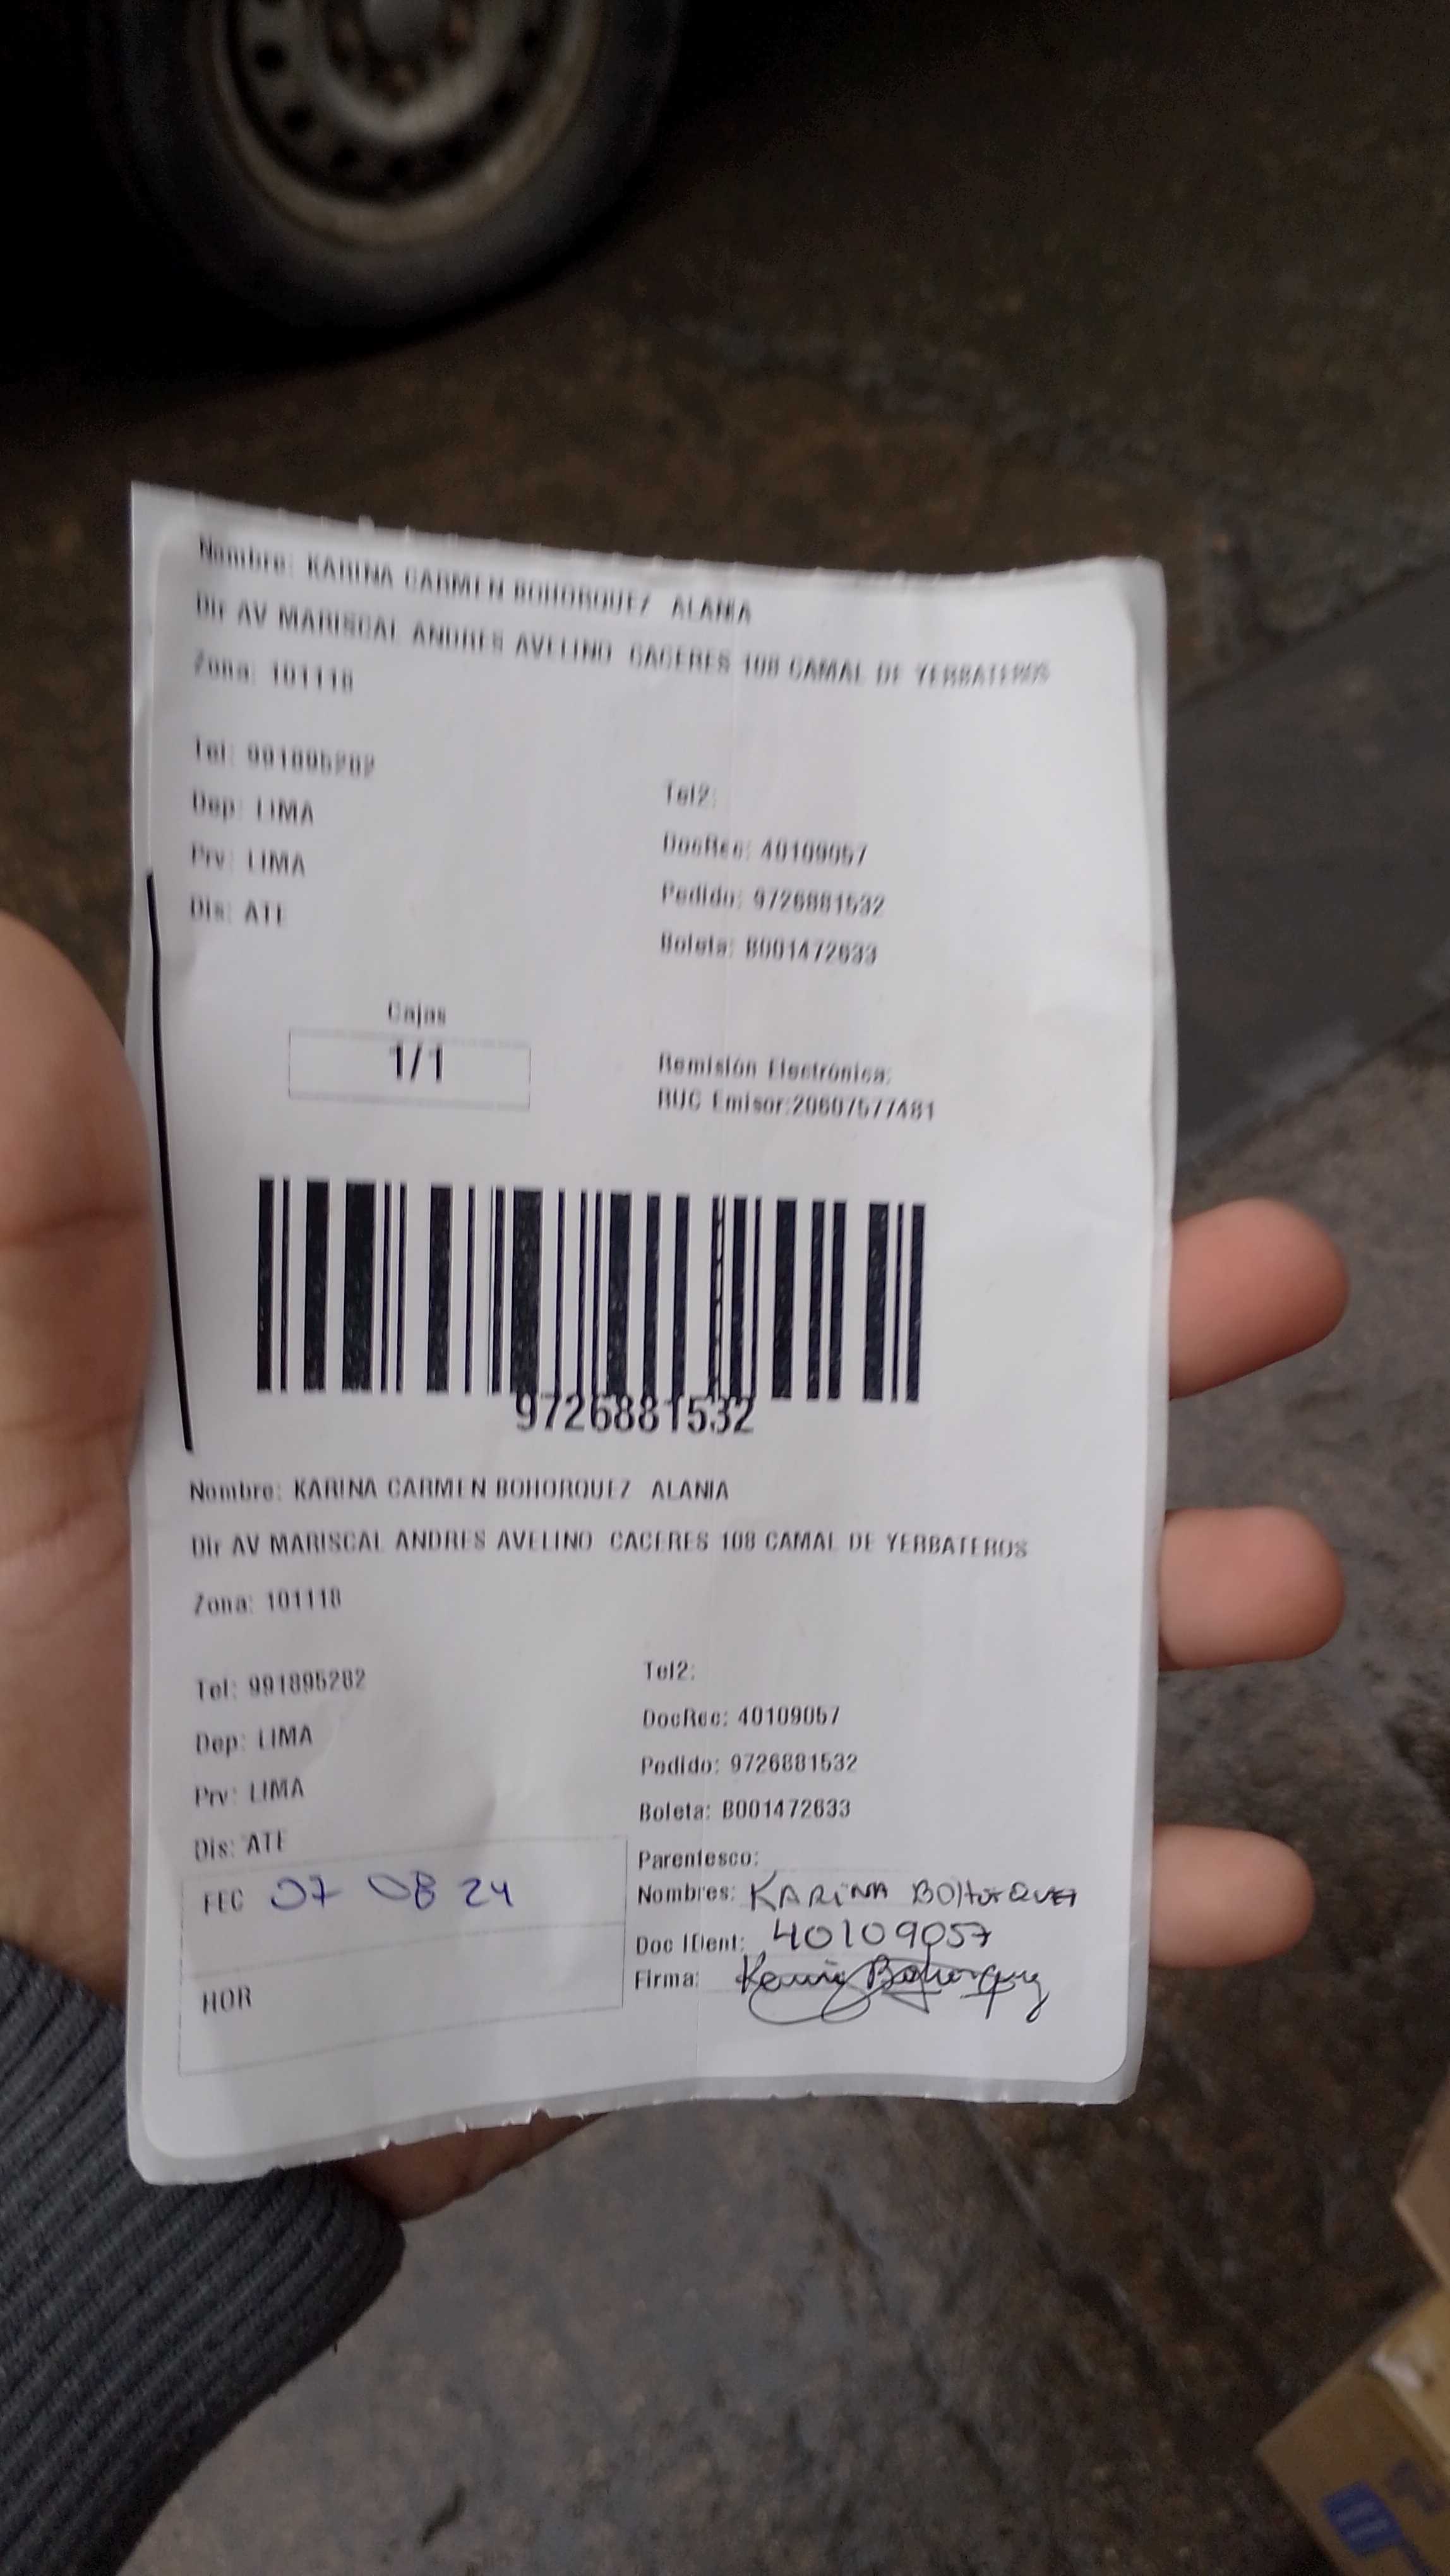 Nombre: KARINA CARMEN BOHORQUEZ ALANIA
Dir AV MARISCAL ANDRES AVELINO CACERES 108 CAMAL DE YERBATEROS
Zona: 101118
Tel: 991895282
Tel2:
Dep: LIMA
DocRec: 40109057
Prv: LIMA
Pedido: 9726881532
Dis: ATE
Boleta: B001472633
Cajas
1/1
Remisión Electrónica:
RUC Emisor:20607577481
9726881532
Nombre: KARINA CARMEN BOHORQUEZ ALANIA
Dir AV MARISCAL ANDRES AVELINO CACERES 108 CAMAL DE YERBATEROS
Zona: 101118
Tel: 991895282
Tel2:
Dep: LIMA
DocRec: 40109057
Prv: LIMA
Pedido: 9726881532
Dis: ATE
Boleta: B001472633
FEC 07 08 24
HOR
Parentesco:
Nombres: KARINA BOHORQUEZ
Doc IDent: 40109057
Firma: Karina Bohorquez